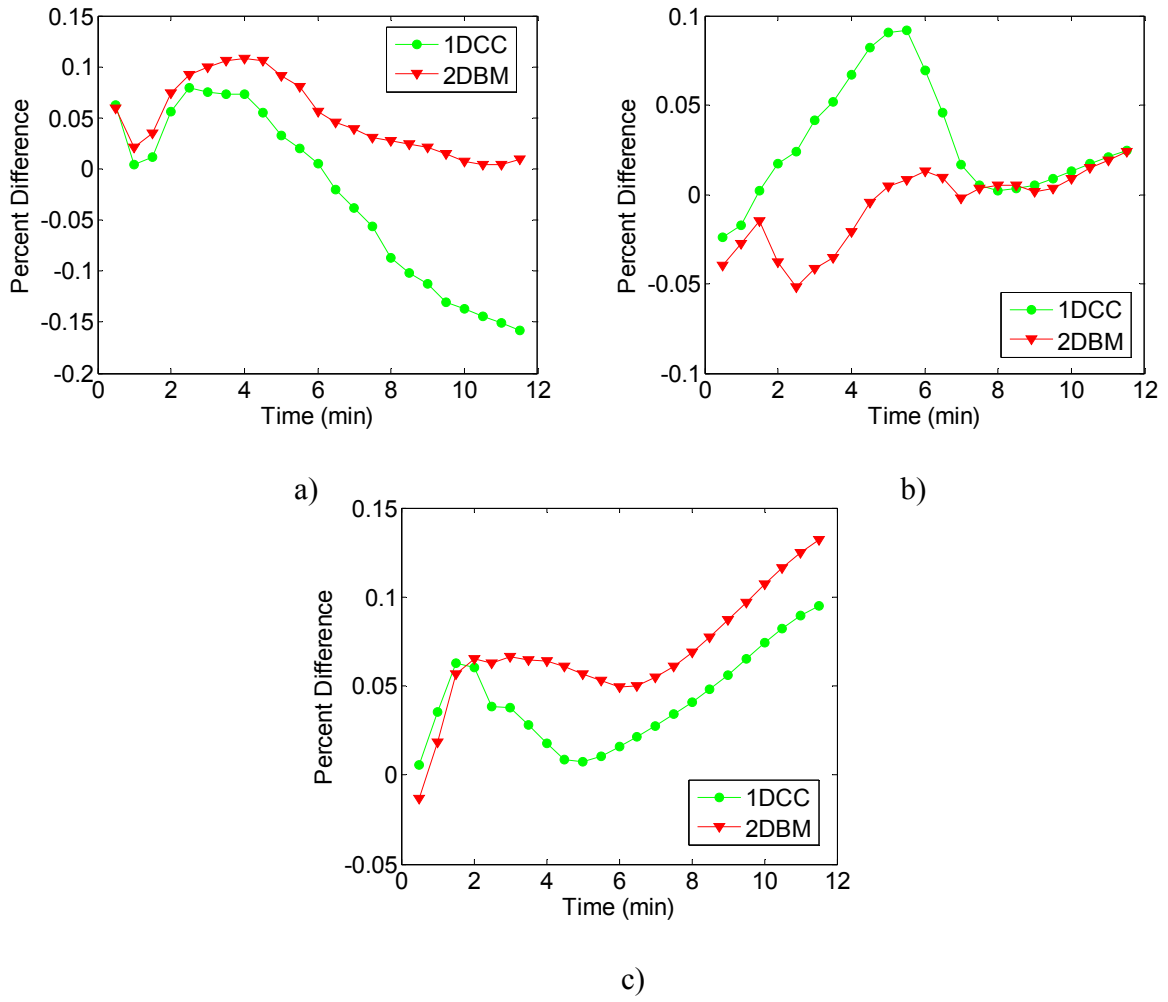 0.15
0.1
0.05
0
-0.05
-0.1
-0.15
-0.2
0 2 4 6 8 10 12
Percent Difference
Time (min)
1DCC
2DBM
a)
0.1
0.05
0
-0.05
-0.1
0 2 4 6 8 10 12
Percent Difference
Time (min)
1DCC
2DBM
b)
0.15
0.1
0.05
0
-0.05
0 2 4 6 8 10 12
Percent Difference
Time (min)
1DCC
2DBM
c)